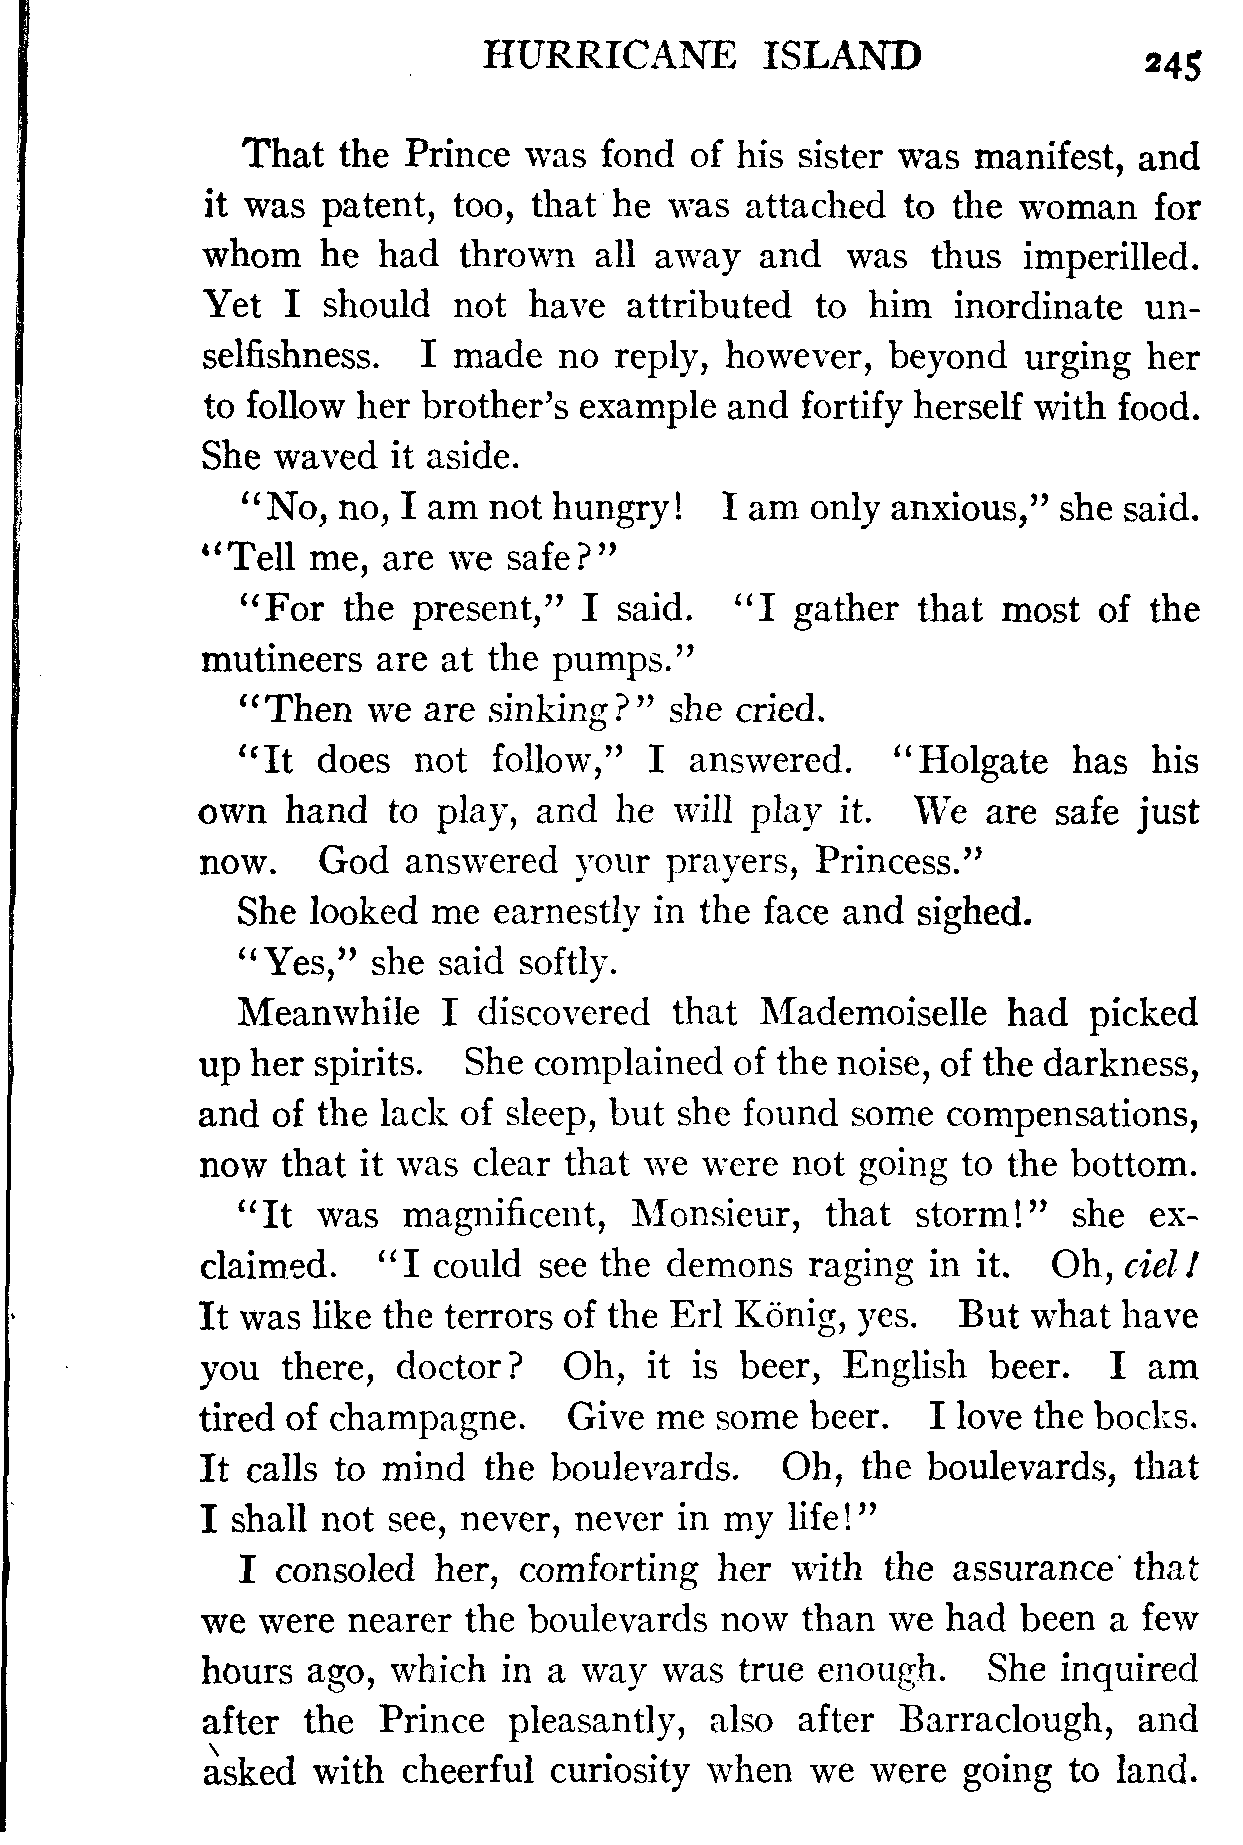 HURRICANE ISLAND 245
That the Prince was fond of his sister was manifest, and
it was patent, too, that he was attached to the woman for
whom he had thrown all away and was thus imperilled.
Yet I should not have attributed to him inordinate un-
selfishness. I made no reply, however, beyond urging her
to follow her brother's example and fortify herself with food.
She waved it aside.
"No, no, I am not hungry! I am only anxious," she said.
"Tell me, are we safe?"
"For the present," I said. "I gather that most of the
mutineers are at the pumps."
"Then we are sinking?" she cried.
"It does not follow," I answered. "Holgate has his
own hand to play, and he will play it. We are safe just
now. God answered your prayers, Princess."
She looked me earnestly in the face and sighed.
"Yes," she said softly.
Meanwhile I discovered that Mademoiselle had picked
up her spirits. She complained of the noise, of the darkness,
and of the lack of sleep, but she found some compensations,
now that it was clear that we were not going to the bottom.
"It was magnificent, Monsieur, that storm!" she ex-
claimed. "I could see the demons raging in it. Oh, ciel!
It was like the terrors of the Erl König, yes. But what have
you there, doctor? Oh, it is beer, English beer. I am
tired of champagne. Give me some beer. I love the bocks.
It calls to mind the boulevards. Oh, the boulevards, that
I shall not see, never, never in my life!"
I consoled her, comforting her with the assurance that
we were nearer the boulevards now than we had been a few
hours ago, which in a way was true enough. She inquired
after the Prince pleasantly, also after Barraclough, and
asked with cheerful curiosity when we were going to land.